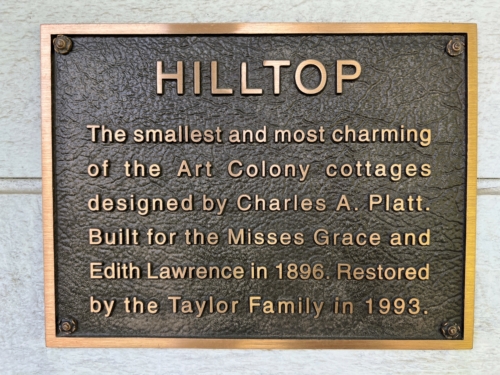 HILLTOP
The smallest and most charming
of the Art Colony cottages
designed by Charles A. Platt.
Built for the Misses Grace and
Edith Lawrence in 1896. Restored
by the Taylor Family in 1993.